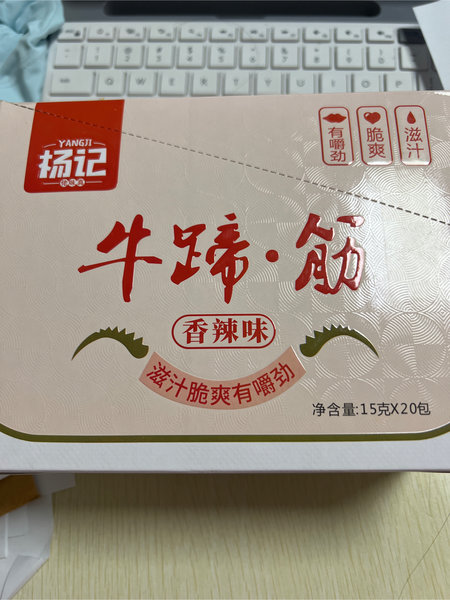 YANGJI
杨记
有嚼劲
脆爽
滋汁
牛蹄·筋
香辣味
滋汁脆爽有嚼劲
净含量:15克X20包